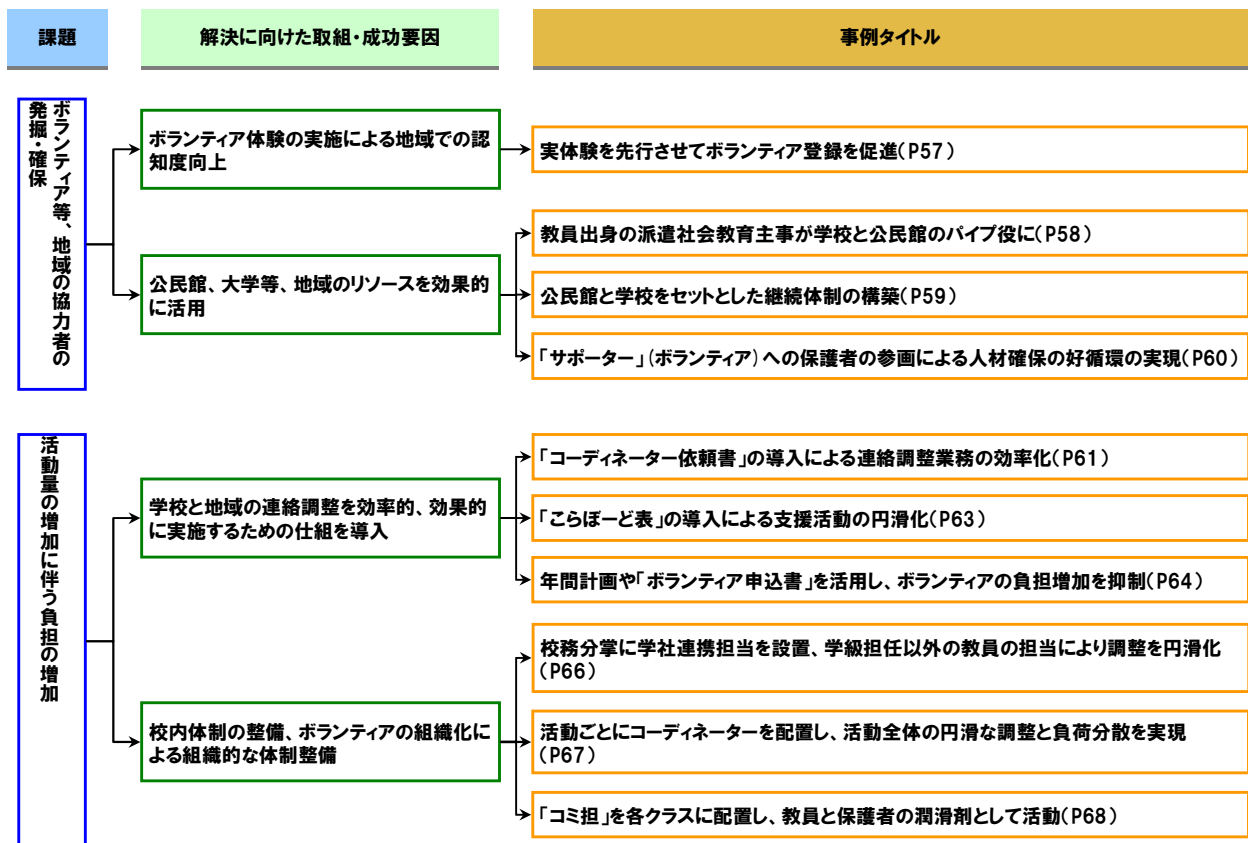 課題
解決に向けた取組・成功要因
事例タイトル
ボランティア等、地域の協力者の
発掘・確保
ボランティア体験の実施による地域での認
知度向上
実体験を先行させてボランティア登録を促進(P57)
公民館、大学等、地域のリソースを効果的
に活用
教員出身の派遣社会教育主事が学校と公民館のパイプ役に(P58)
公民館と学校をセットとした継続体制の構築(P59)
「サポーター」(ボランティア)への保護者の参画による人材確保の好循環の実現(P60)
活動量の増加に伴う負担の増加
学校と地域の連絡調整を効率的、効果的
に実施するための仕組を導入
「コーディネーター依頼書」の導入による連絡調整業務の効率化(P61)
「こらぼーど表」の導入による支援活動の円滑化(P63)
年間計画や「ボランティア申込書」を活用し、ボランティアの負担増加を抑制(P64)
校内体制の整備、ボランティアの組織化に
よる組織的な体制整備
校務分掌に学社連携担当を設置、学級担任以外の教員の担当により調整を円滑化
(P66)
活動ごとにコーディネーターを配置し、活動全体の円滑な調整と負荷分散を実現
(P67)
「コミ担」を各クラスに配置し、教員と保護者の潤滑剤として活動(P68)